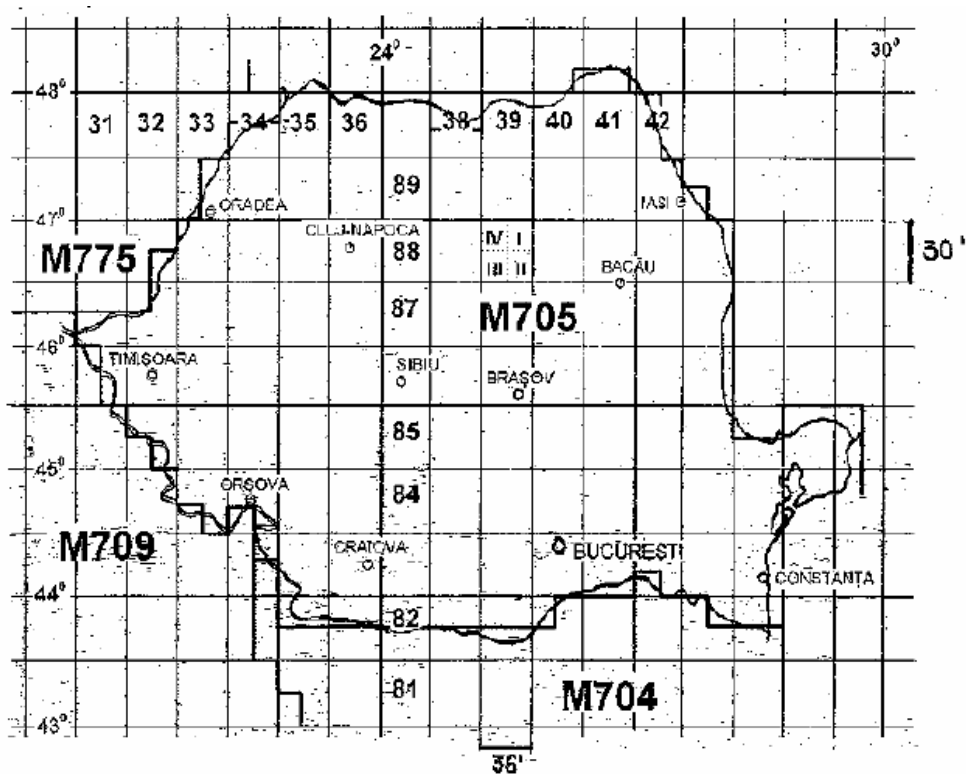 24° 30°
48°
31 32 33 34 35 36 38 39 40 41 42
89
ORADEA IAȘI
47°
CLUJ-NAPOCA IV I
M775 88 30'
III II BACĂU
87 M705
46°
TIMIȘOARA SIBIU BRAȘOV
85
45°
ORȘOVA 84
M709 CRAIOVA BUCUREȘTI
CONSTANȚA
44°
82
81 M704
43°
36'